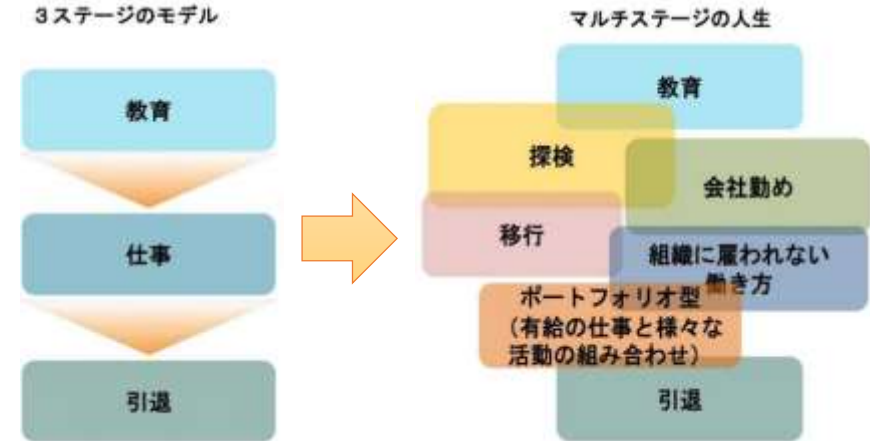 3ステージのモデル
教育
仕事
引退
マルチステージの人生
教育
探検
会社勤め
移行
組織に雇われない
働き方
ポートフォリオ型
(有給の仕事と様々な
活動の組み合わせ)
引退